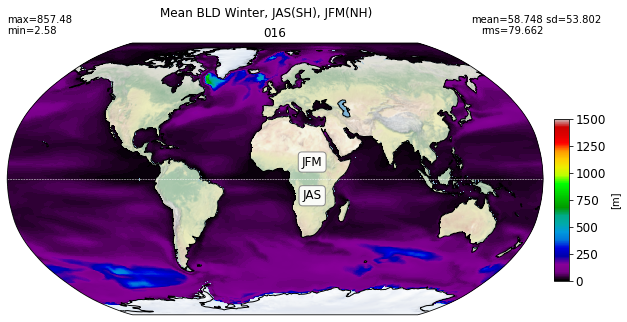 Mean BLD Winter, JAS(SH), JFM(NH)
016
max=857.48
min=2.58
mean=58.748 sd=53.802
rms=79.662
JFM
JAS
1500
1250
1000
750
500
250
0
[m]